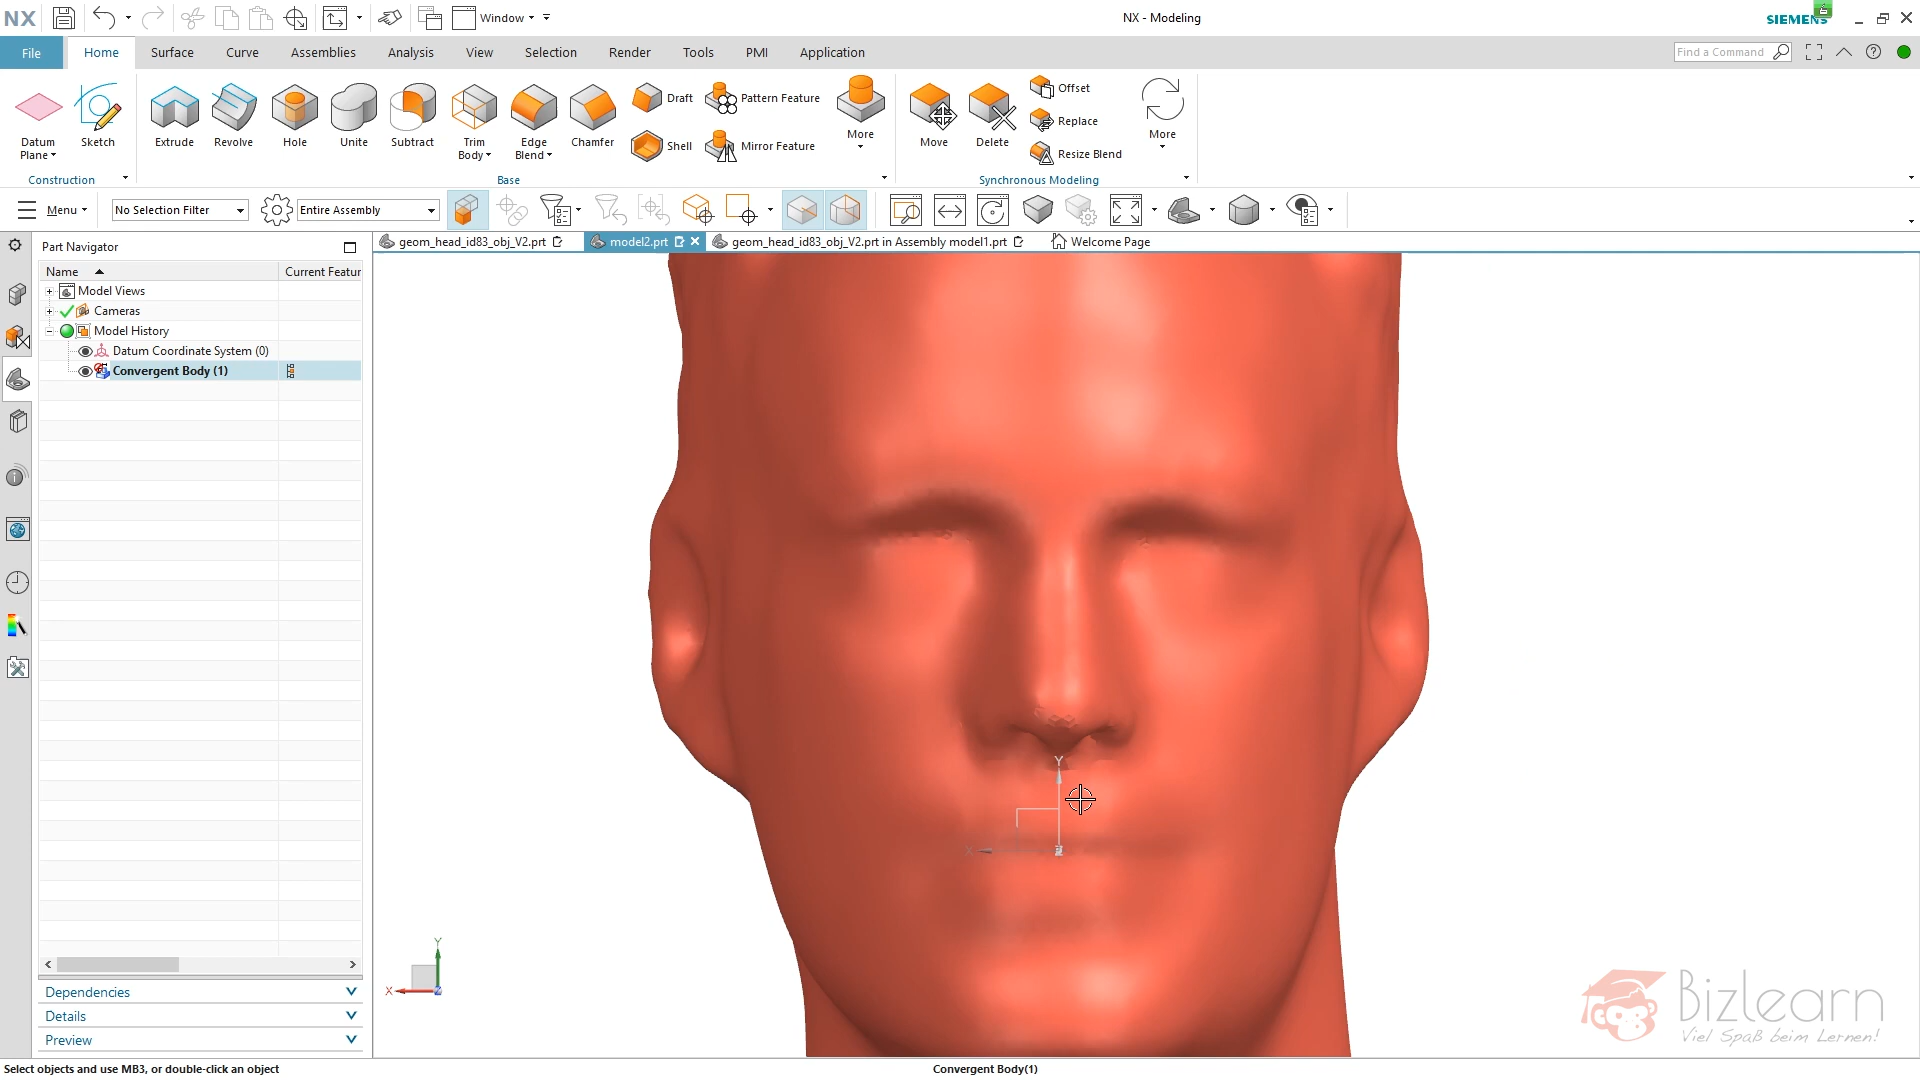 NX
Window
NX - Modeling
SIEMENS
File
Home
Surface
Curve
Assemblies
Analysis
View
Selection
Render
Tools
PMI
Application
Find a Command
Datum
Plane
Sketch
Extrude
Revolve
Hole
Unite
Subtract
Trim
Body
Edge
Blend
Chamfer
Draft
Shell
Pattern Feature
Mirror Feature
More
Move
Delete
Offset
Replace
Resize Blend
More
Construction
Base
Synchronous Modeling
Menu
No Selection Filter
Entire Assembly
Part Navigator
geom_head_id83_obj_V2.prt
model2.prt
geom_head_id83_obj_V2.prt in Assembly model1.prt
Welcome Page
Name
Current Featur
Model Views
Cameras
Model History
Datum Coordinate System (0)
Convergent Body (1)
Y
X
Z
Y
X
Z
Dependencies
Details
Preview
Bizlearn
Viel Spaß beim Lernen!
Select objects and use MB3, or double-click an object
Convergent Body(1)